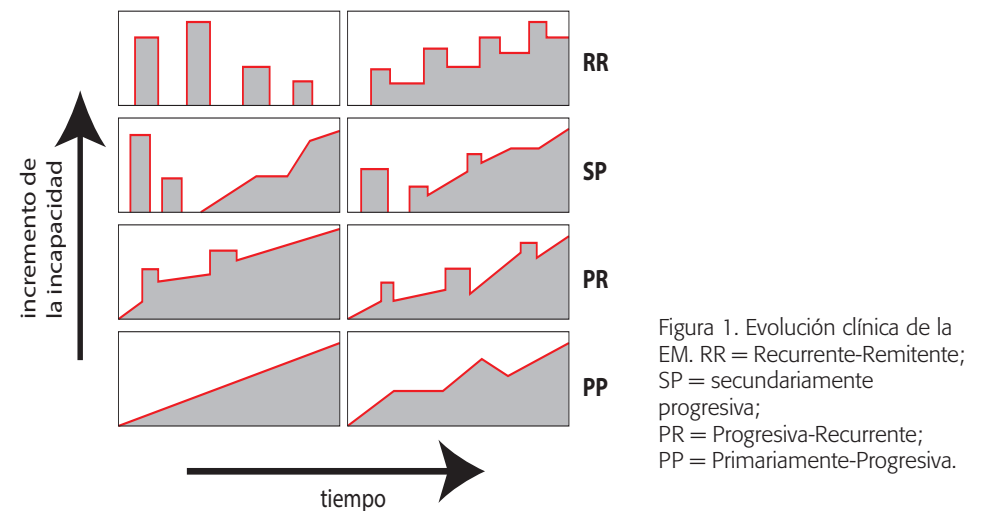 RR
SP
PR
PP
incremento de
la incapacidad
tiempo
Figura 1. Evolución clínica de la
EM. RR = Recurrente-Remitente;
SP = secundariamente
progresiva;
PR = Progresiva-Recurrente;
PP = Primariamente-Progresiva.